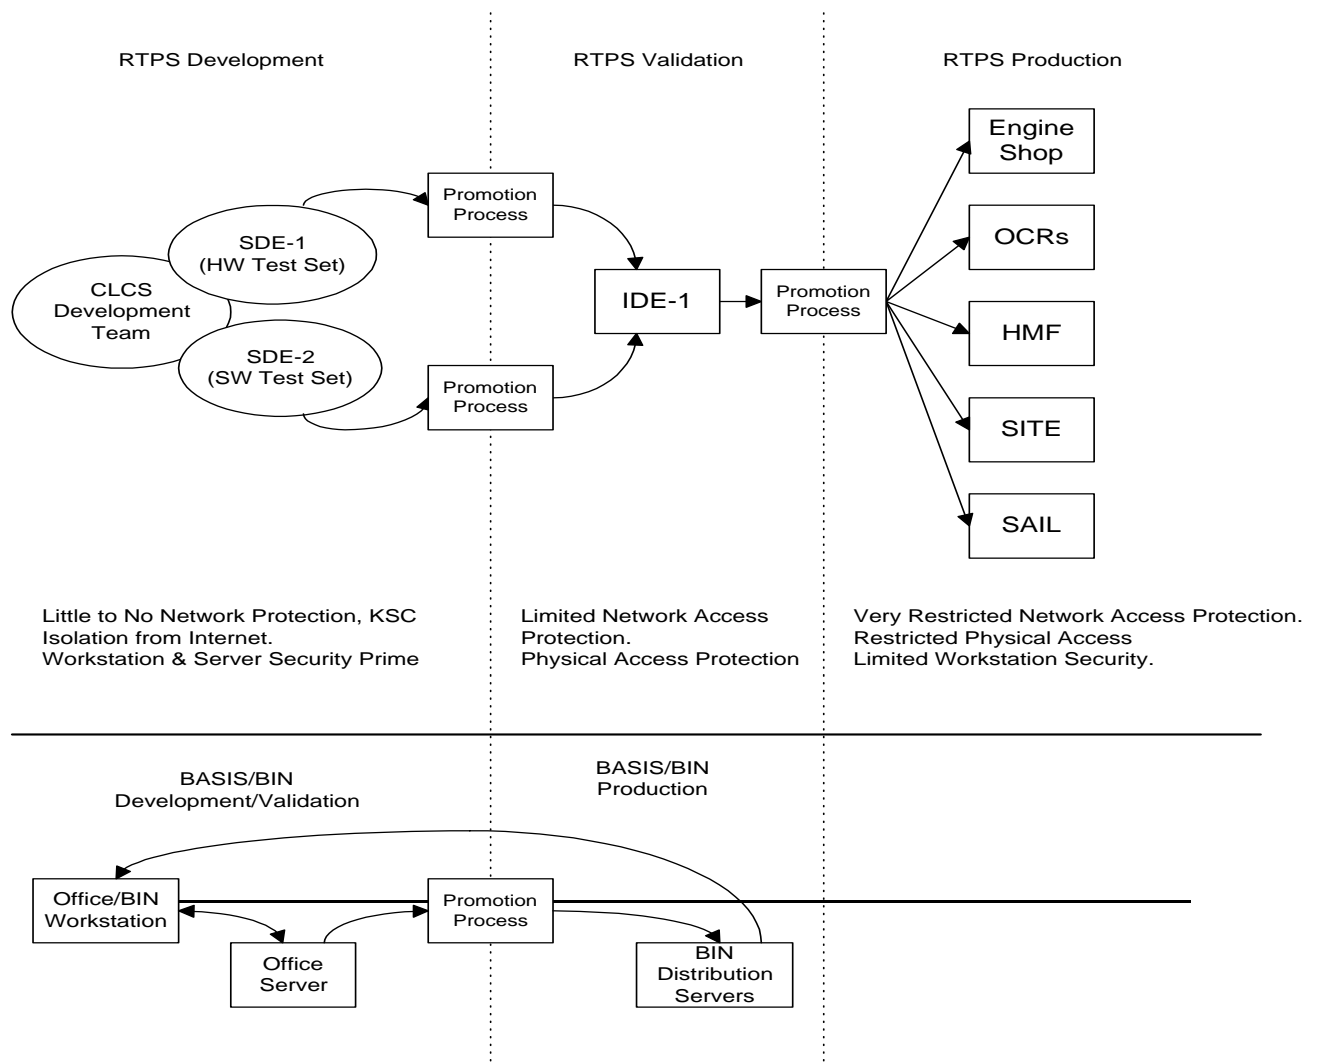 RTPS Development
RTPS Validation
RTPS Production
Engine
Shop
Promotion
Process
OCRs
SDE-1
(HW Test Set)
CLCS
Development
Team
IDE-1
Promotion
Process
HMF
SDE-2
(SW Test Set)
Promotion
Process
SITE
SAIL
Little to No Network Protection, KSC
Isolation from Internet.
Workstation & Server Security Prime
Limited Network Access
Protection.
Physical Access Protection
Very Restricted Network Access Protection.
Restricted Physical Access
Limited Workstation Security.
BASIS/BIN
Development/Validation
BASIS/BIN
Production
Office/BIN
Workstation
Promotion
Process
Office
Server
BIN
Distribution
Servers